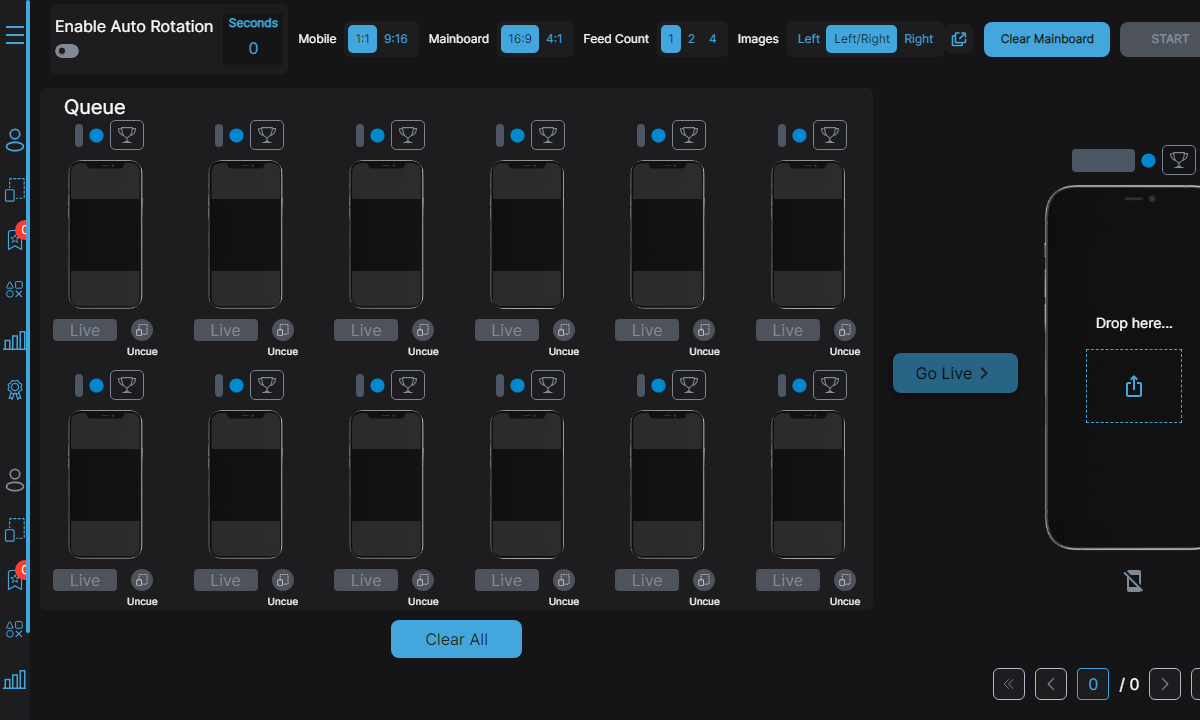 Enable Auto Rotation
Seconds
0
Mobile 1:1 9:16 Mainboard 16:9 4:1 Feed Count 1 2 4 Images Left Left/Right Right Clear Mainboard START
Queue
Live Live Live Live Live Live
Uncue Uncue Uncue Uncue Uncue Uncue
Live Live Live Live Live Live
Uncue Uncue Uncue Uncue Uncue Uncue
Clear All
Go Live
Drop here...
0 / 0